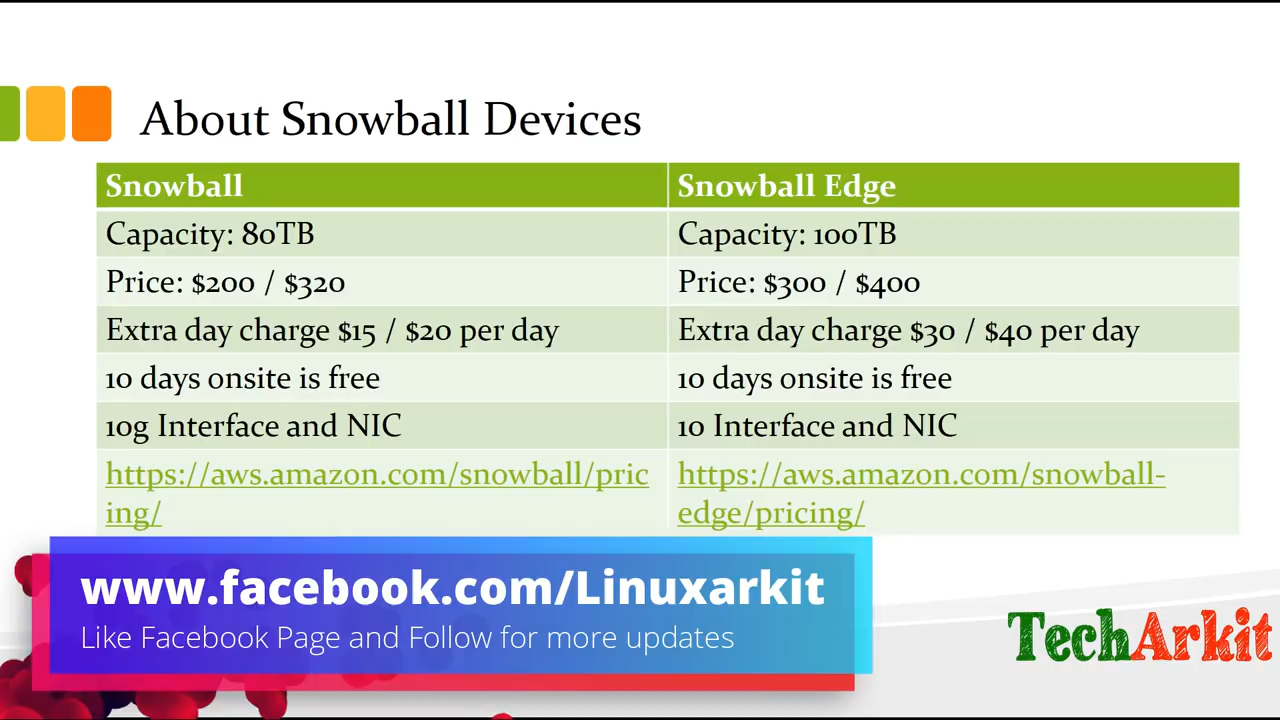 About Snowball Devices
Snowball
Snowball Edge
Capacity: 80TB
Capacity: 100TB
Price: $200 / $320
Price: $300 / $400
Extra day charge $15 / $20 per day
Extra day charge $30 / $40 per day
10 days onsite is free
10 days onsite is free
10g Interface and NIC
10 Interface and NIC
https://aws.amazon.com/snowball/pric
ing/
https://aws.amazon.com/snowball-
edge/pricing/
www.facebook.com/Linuxarkit
Like Facebook Page and Follow for more updates
TechArkit